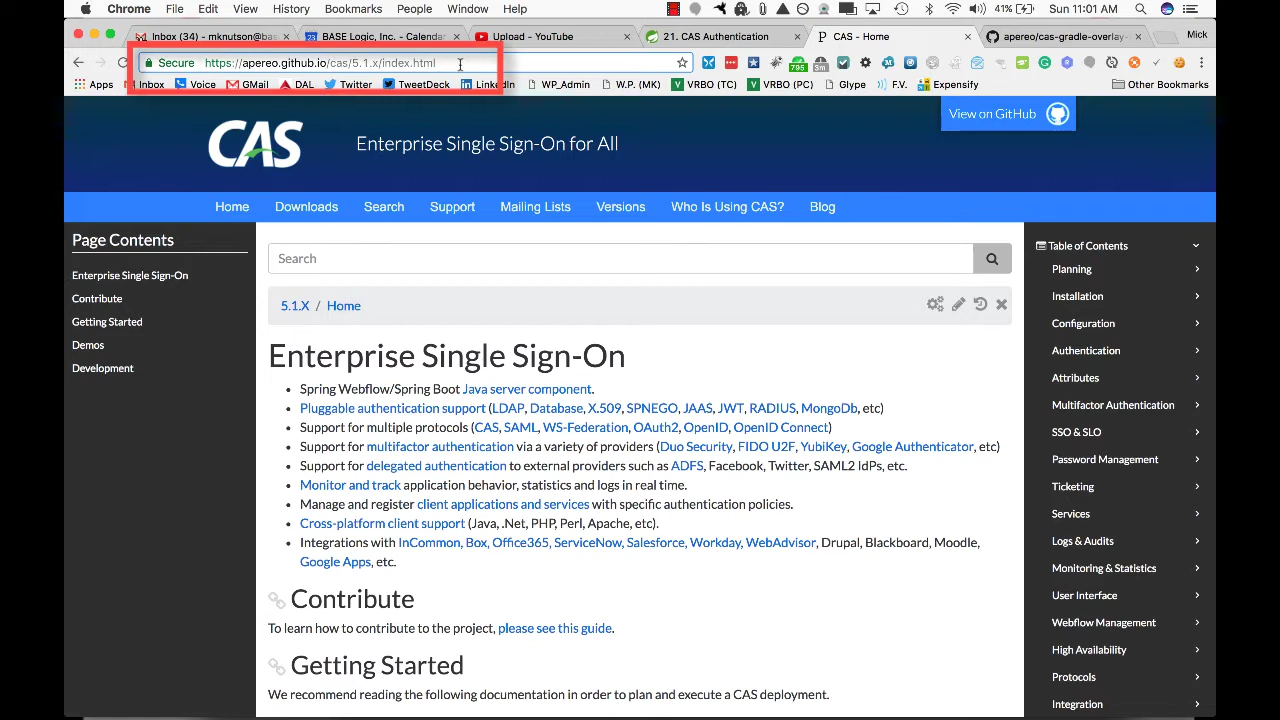 Chrome File Edit View History Bookmarks People Window Help 41% Sun 11:01 AM
Inbox (34) - mknutson@bas
BASE Logic, Inc. - Calenda
Upload - YouTube
21. CAS Authentication
CAS - Home
apereo/cas-gradle-overlay-
Mick
Secure https://apereo.github.io/cas/5.1.x/index.html
795
3m
Apps Inbox Voice GMail DAL Twitter TweetDeck LinkedIn WP_Admin W.P. (MK) VRBO (TC) VRBO (PC) Glype F.V. Expensify Other Bookmarks
View on GitHub
CAS
Enterprise Single Sign-On for All
Home Downloads Search Support Mailing Lists Versions Who Is Using CAS? Blog
Page Contents
Enterprise Single Sign-On
Contribute
Getting Started
Demos
Development
Search
5.1.X / Home
Enterprise Single Sign-On
• Spring Webflow/Spring Boot Java server component.
• Pluggable authentication support (LDAP, Database, X.509, SPNEGO, JAAS, JWT, RADIUS, MongoDb, etc)
• Support for multiple protocols (CAS, SAML, WS-Federation, OAuth2, OpenID, OpenID Connect)
• Support for multifactor authentication via a variety of providers (Duo Security, FIDO U2F, YubiKey, Google Authenticator, etc)
• Support for delegated authentication to external providers such as ADFS, Facebook, Twitter, SAML2 IdPs, etc.
• Monitor and track application behavior, statistics and logs in real time.
• Manage and register client applications and services with specific authentication policies.
• Cross-platform client support (Java, .Net, PHP, Perl, Apache, etc).
• Integrations with InCommon, Box, Office365, ServiceNow, Salesforce, Workday, WebAdvisor, Drupal, Blackboard, Moodle,
Google Apps, etc.
Contribute
To learn how to contribute to the project, please see this guide.
Getting Started
We recommend reading the following documentation in order to plan and execute a CAS deployment.
Table of Contents
Planning
Installation
Configuration
Authentication
Attributes
Multifactor Authentication
SSO & SLO
Password Management
Ticketing
Services
Logs & Audits
Monitoring & Statistics
User Interface
Webflow Management
High Availability
Protocols
Integration